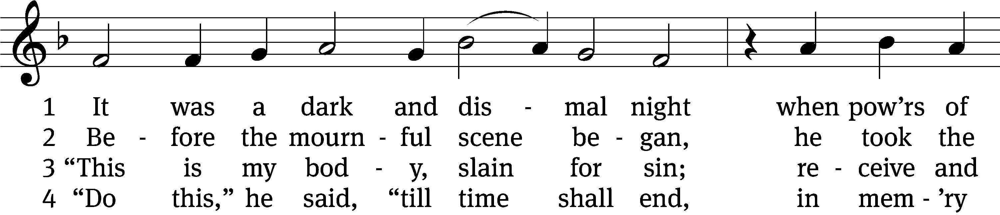 1 It was a dark and dis - mal night when pow’rs of
2 Be - fore the mourn - ful scene be - gan, he took the
3 “This is my bod - y, slain for sin; re - ceive and
4 “Do this,” he said, “till time shall end, in mem - ’ry